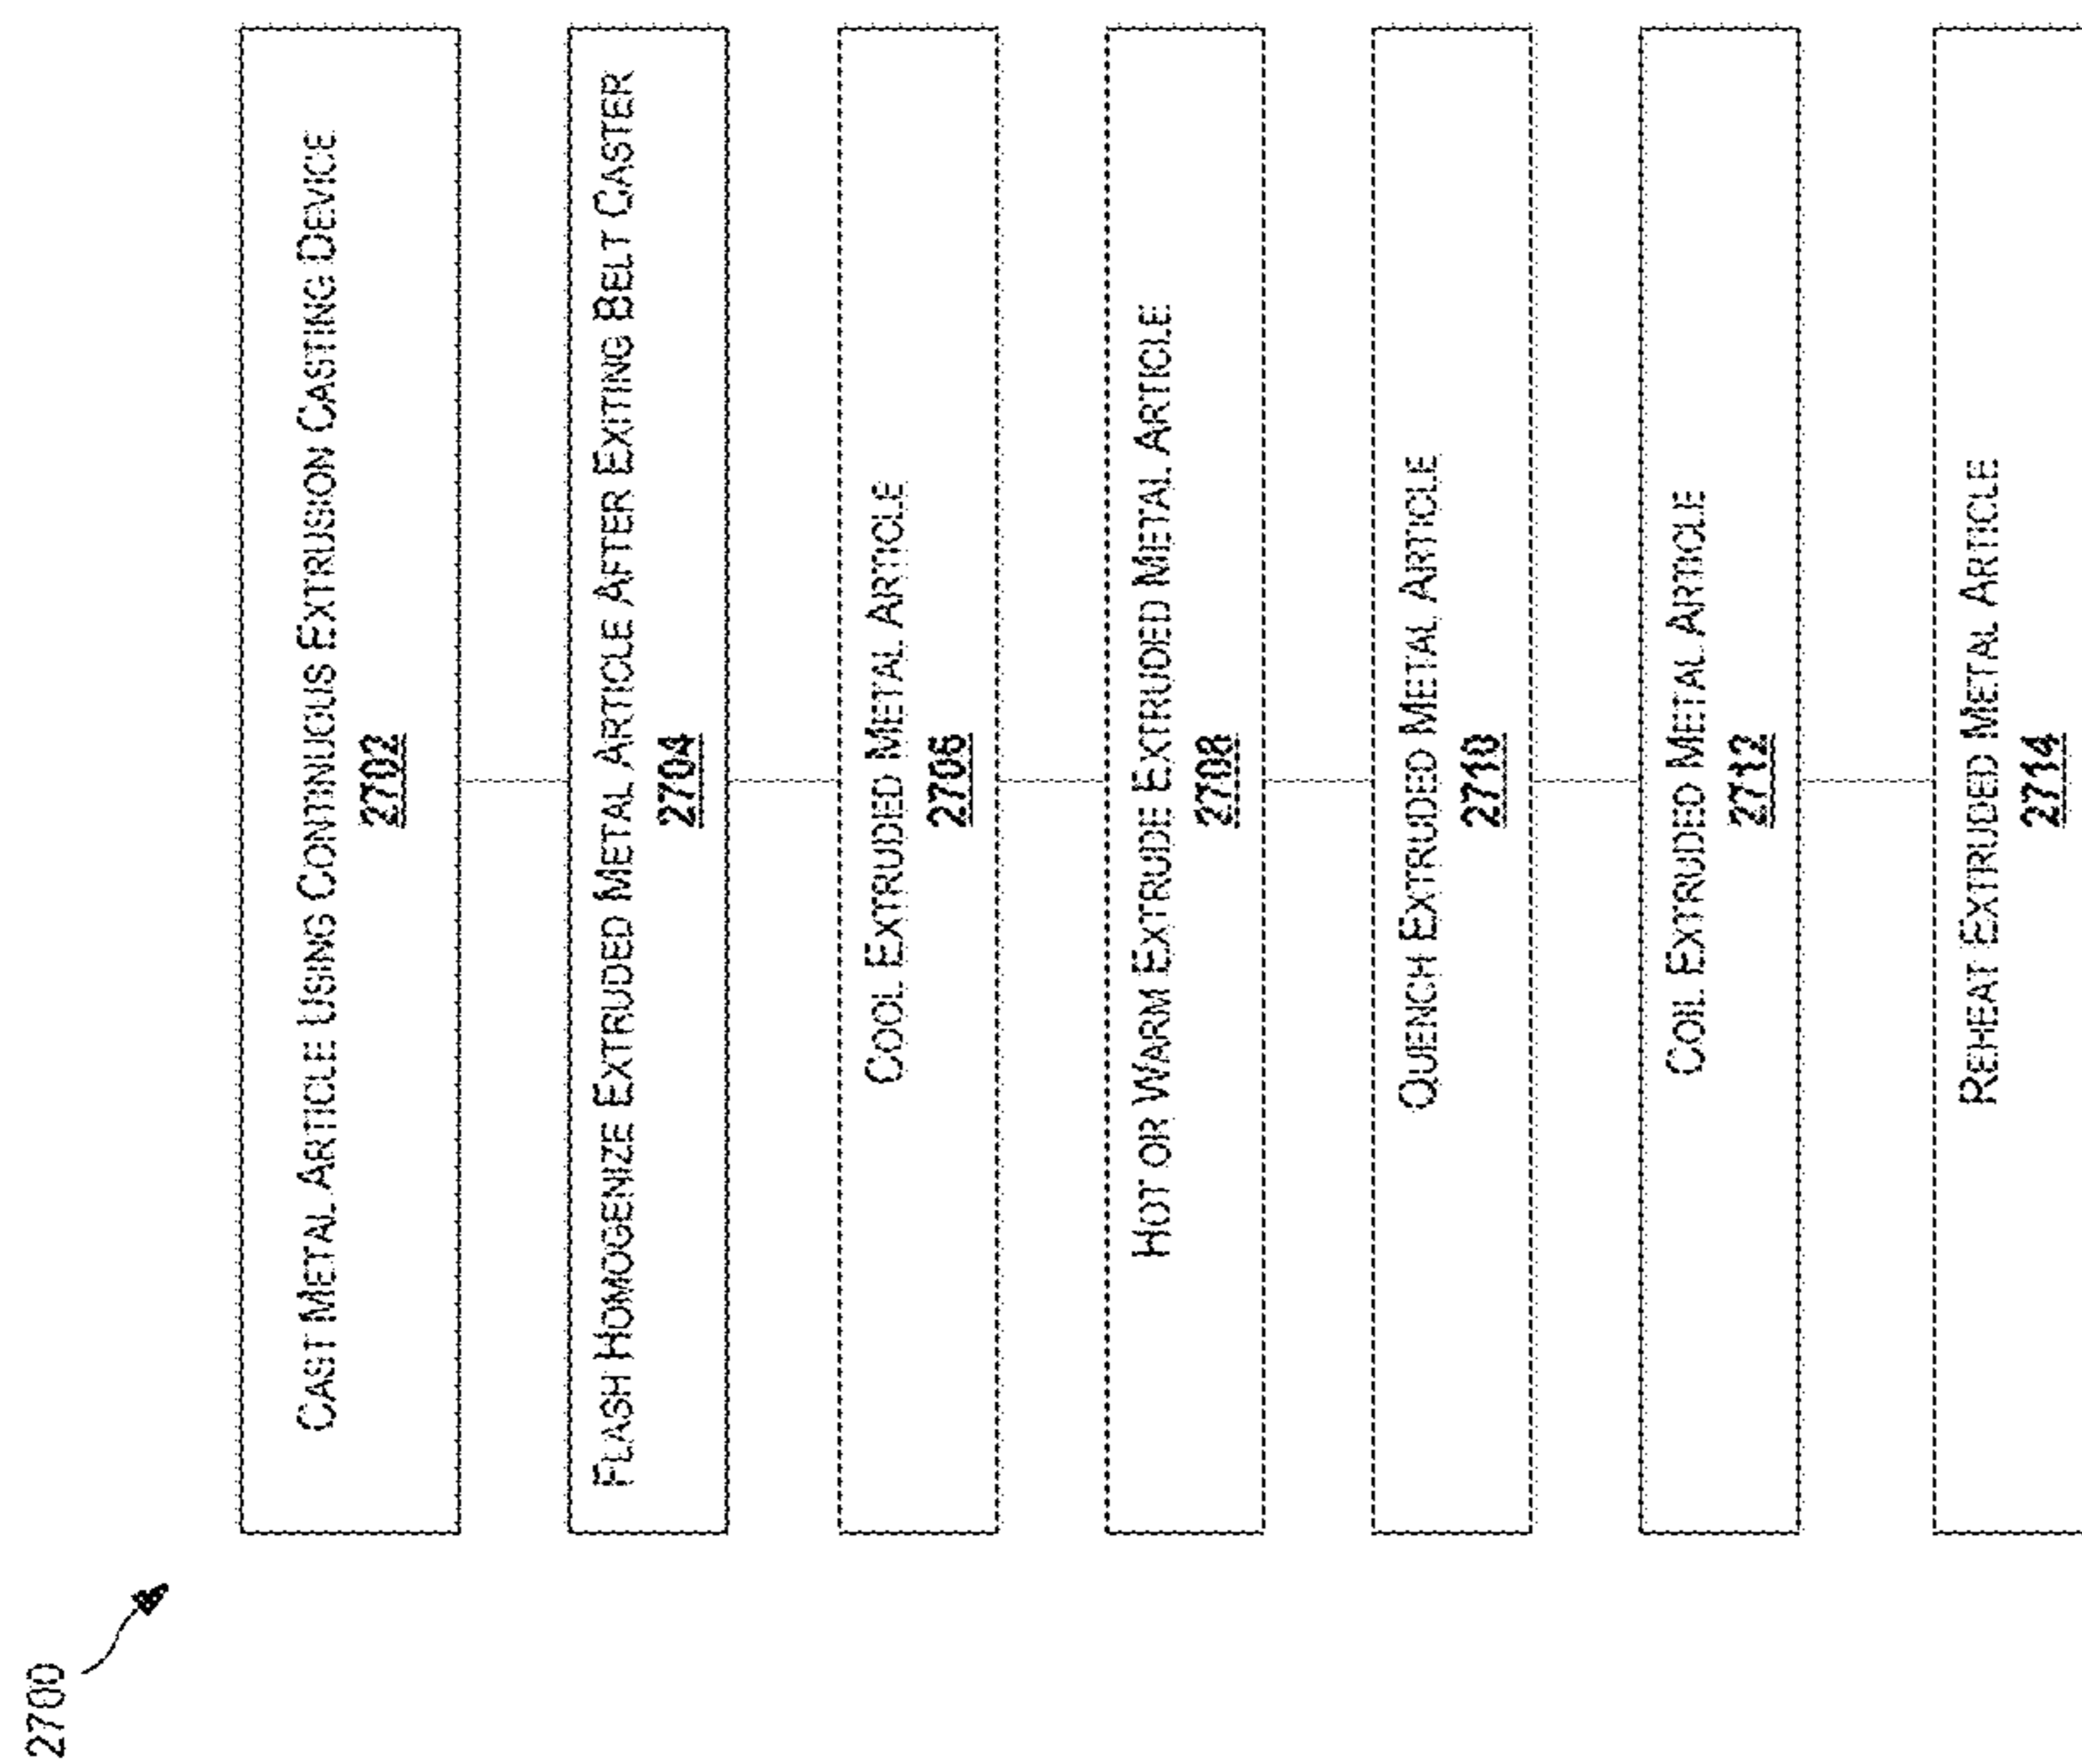 2700
CAST METAL ARTICLE USING CONTINUOUS EXTRUSION CASTING DEVICE
2702
FLASH HOMOGENIZE EXTRUDED METAL ARTICLE AFTER EXITING BELT CASTER
2704
COOL EXTRUDED METAL ARTICLE
2706
HOT OR WARM EXTRUDE EXTRUDED METAL ARTICLE
2708
QUENCH EXTRUDED METAL ARTICLE
2710
COIL EXTRUDED METAL ARTICLE
2712
REHEAT EXTRUDED METAL ARTICLE
2714